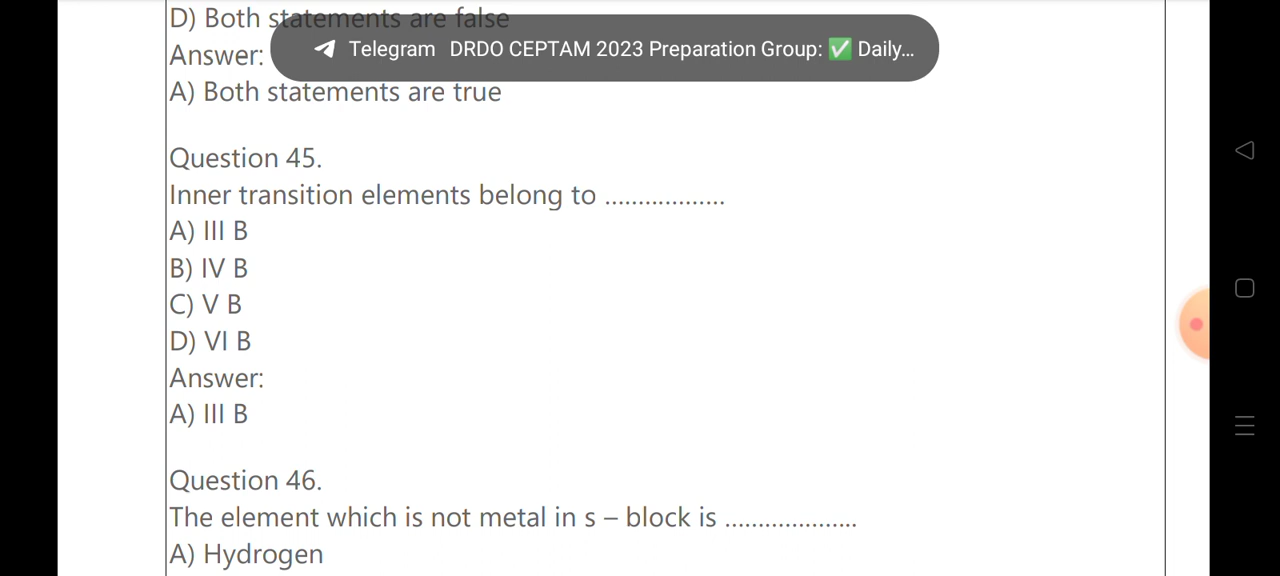 D) Both statements are false
Telegram DRDO CEPTAM 2023 Preparation Group: ✅ Daily...
Answer:
A) Both statements are true
Question 45.
Inner transition elements belong to ..................
A) III B
B) IV B
C) V B
D) VI B
Answer:
A) III B
Question 46.
The element which is not metal in s – block is ....................
A) Hydrogen